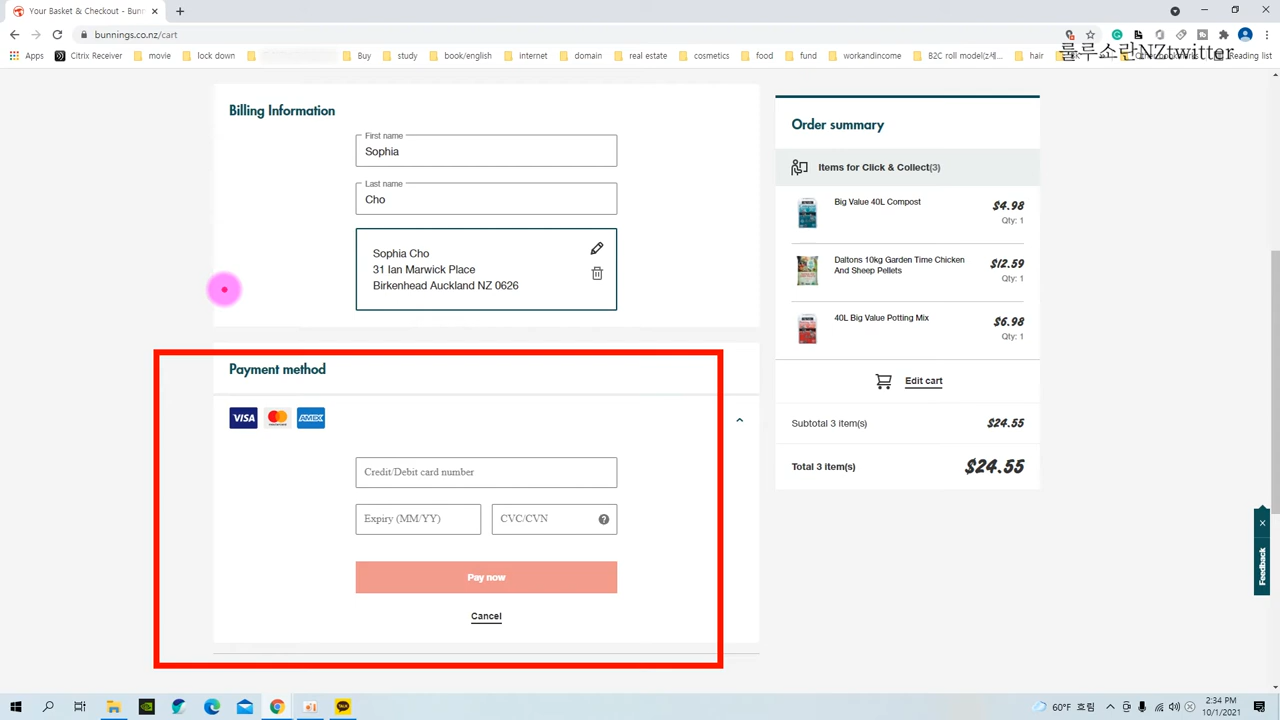 Your Basket & Checkout - Bunn
bunnings.co.nz/cart
Apps
Citrix Receiver
movie
lock down
Buy
study
book/english
internet
domain
real estate
cosmetics
food
fund
workandincome
B2C roll model(z/팀...
hair
Reading list
룰루소란NZtwitter
Billing Information
First name
Sophia
Last name
Cho
Sophia Cho
31 Ian Marwick Place
Birkenhead Auckland NZ 0626
Payment method
VISA
mastercard
AMEX
Credit/Debit card number
Expiry (MM/YY)
CVC/CVN
?
Pay now
Cancel
Order summary
Items for Click & Collect(3)
Big Value 40L Compost
$4.98
Qty: 1
Daltons 10kg Garden Time Chicken
And Sheep Pellets
$12.59
Qty: 1
40L Big Value Potting Mix
$6.98
Qty: 1
Edit cart
Subtotal 3 item(s)
$24.55
Total 3 item(s)
$24.55
Feedback
TALK
60°F 흐림
2:34 PM
10/1/2021